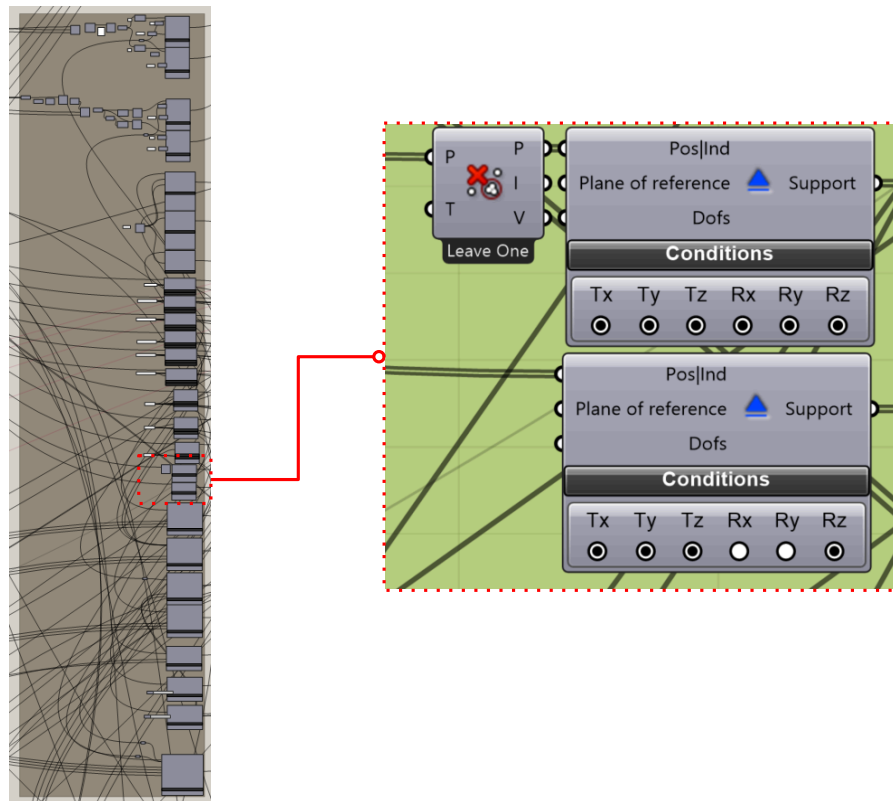 P P
I
T V
Leave One
Pos|Ind
Plane of reference Support
Dofs
Conditions
Tx Ty Tz Rx Ry Rz
Pos|Ind
Plane of reference Support
Dofs
Conditions
Tx Ty Tz Rx Ry Rz